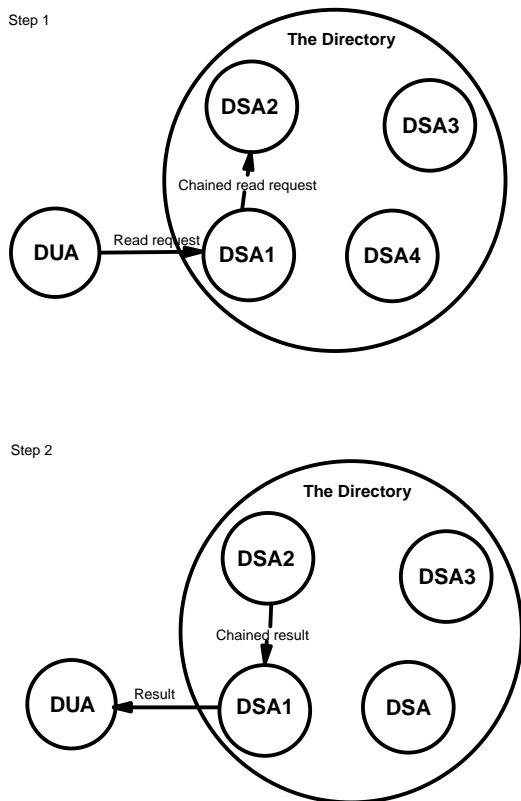 Step 1
The Directory
DSA2
DSA3
Chained read request
Read request
DUA
DSA1
DSA4
Step 2
The Directory
DSA2
DSA3
Chained result
Result
DUA
DSA1
DSA